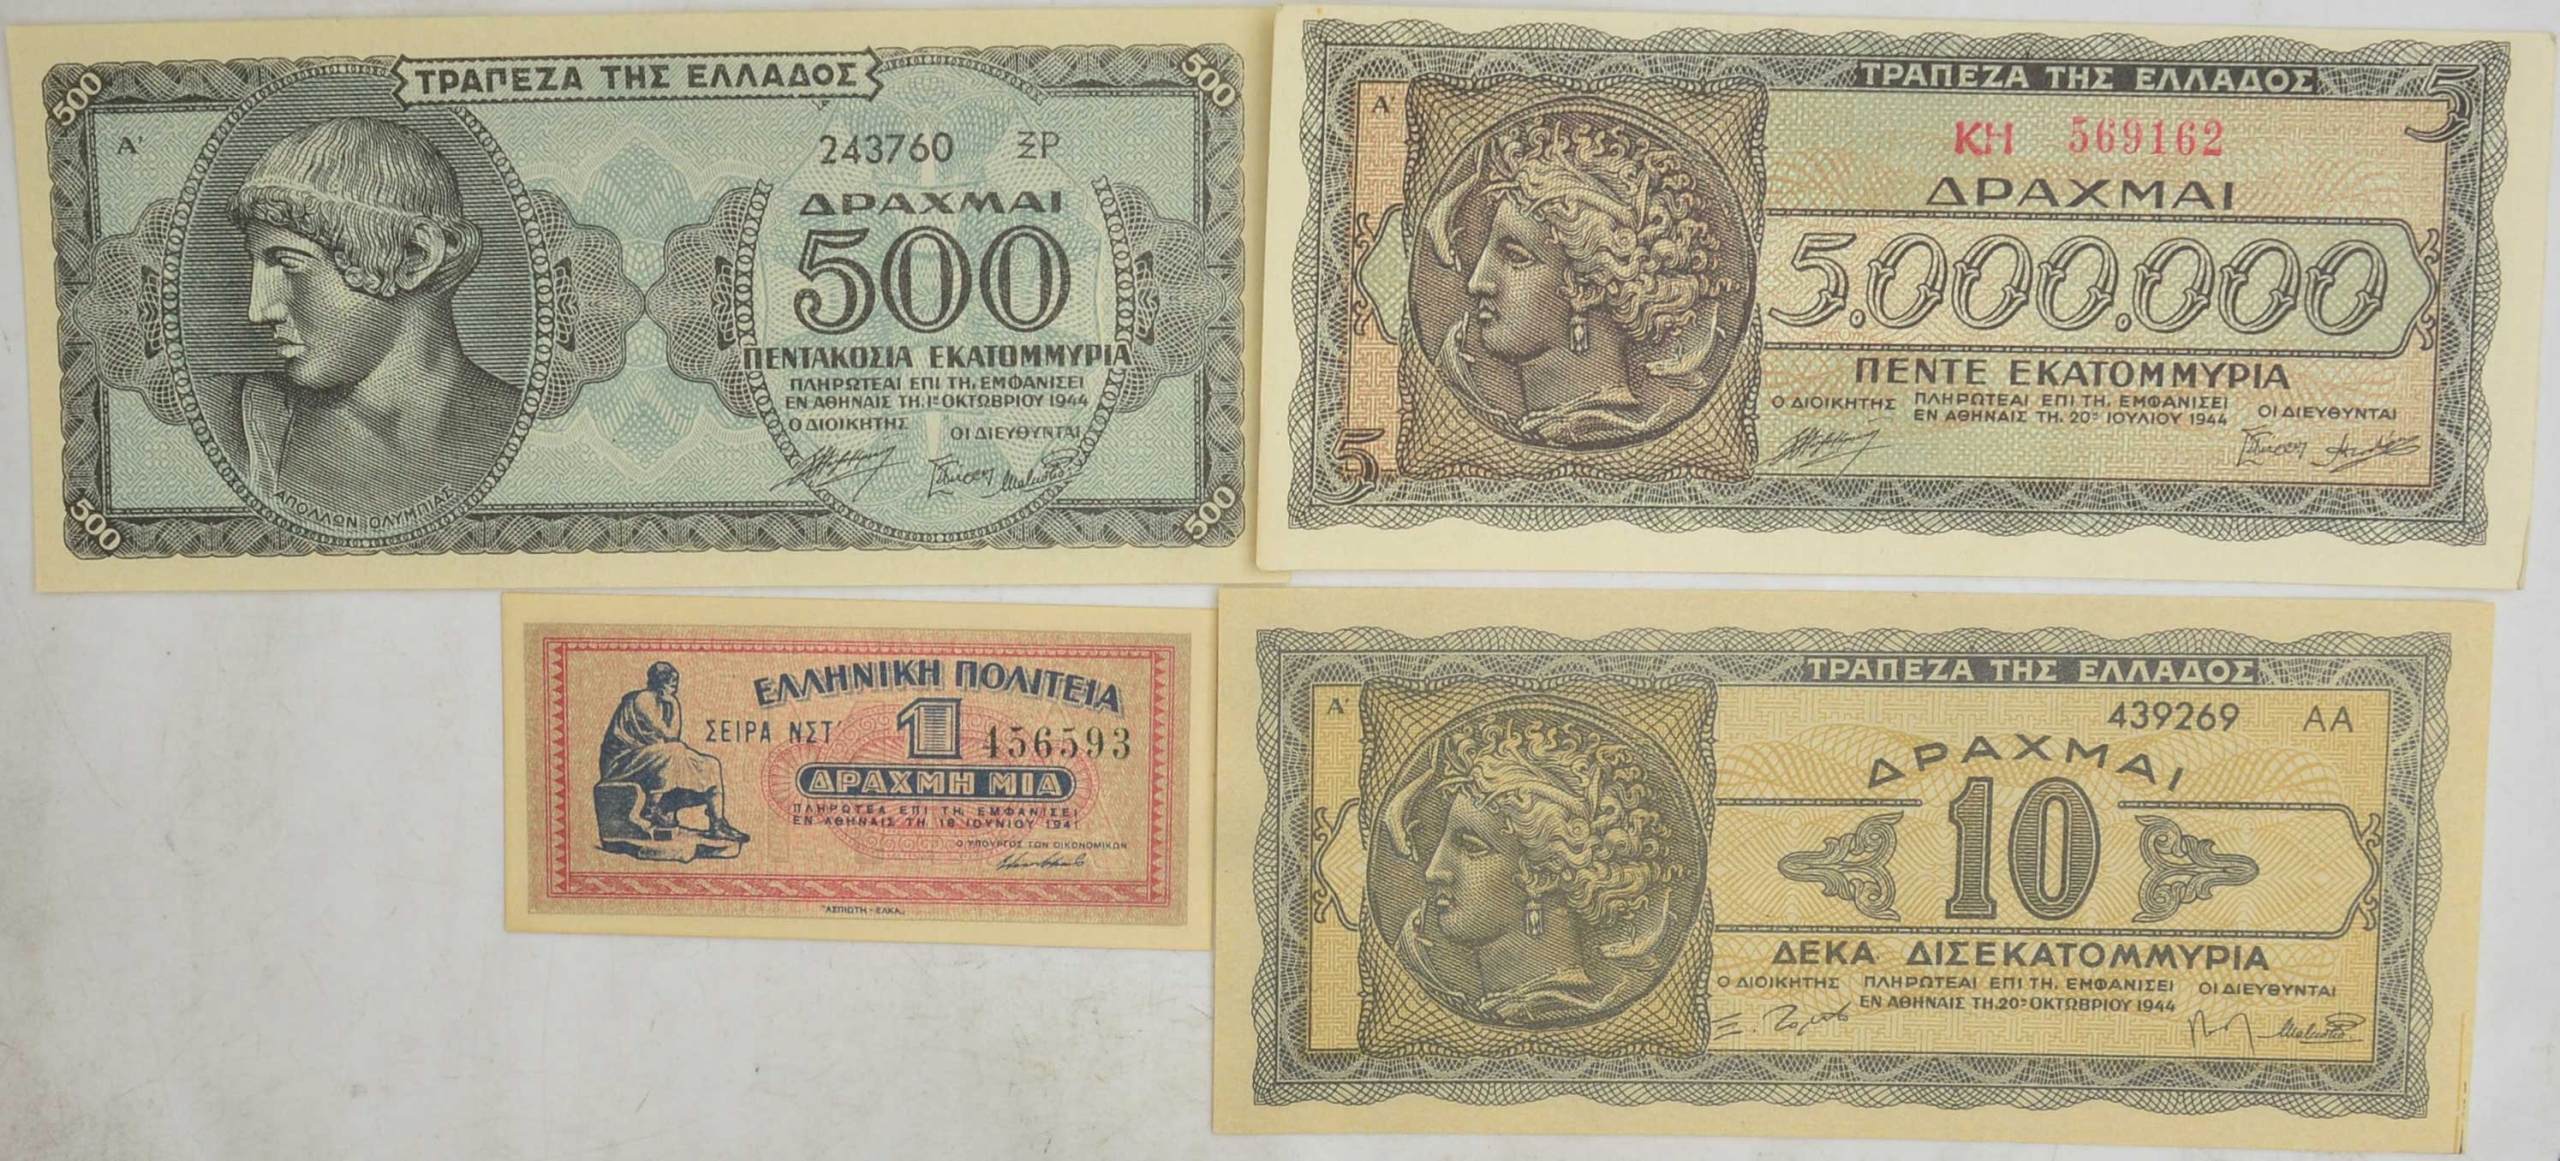 ΤΡΑΠΕΖΑ ΤΗΣ ΕΛΛΑΔΟΣ
500
500
Α'
243760 ΞΡ
ΔΡΑΧΜΑΙ
500
ΠΕΝΤΑΚΟΣΙΑ ΕΚΑΤΟΜΜΥΡΙΑ
ΠΛΗΡΩΤΕΑΙ ΕΠΙ ΤΗ. ΕΜΦΑΝΙΣΕΙ
ΕΝ ΑΘΗΝΑΙΣ ΤΗ. 1ῃ ΟΚΤΩΒΡΙΟΥ 1944
Ο ΔΙΟΙΚΗΤΗΣ
ΟΙ ΔΙΕΥΘΥΝΤΑΙ
ΑΠΟΛΛΩΝ ΟΛΥΜΠΙΑΣ
500
500
ΤΡΑΠΕΖΑ ΤΗΣ ΕΛΛΑΔΟΣ
5
Α'
ΚΗ 569162
ΔΡΑΧΜΑΙ
5.000.000
ΠΕΝΤΕ ΕΚΑΤΟΜΜΥΡΙΑ
Ο ΔΙΟΙΚΗΤΗΣ ΠΛΗΡΩΤΕΑΙ ΕΠΙ ΤΗ. ΕΜΦΑΝΙΣΕΙ ΟΙ ΔΙΕΥΘΥΝΤΑΙ
ΕΝ ΑΘΗΝΑΙΣ ΤΗ. 20ῃ ΙΟΥΛΙΟΥ 1944
5
ΕΛΛΗΝΙΚΗ ΠΟΛΙΤΕΙΑ
ΣΕΙΡΑ ΝΣΤ' 1 456593
ΔΡΑΧΜΗ ΜΙΑ
ΠΛΗΡΩΤΕΑ ΕΠΙ ΤΗ. ΕΜΦΑΝΙΣΕΙ
ΕΝ ΑΘΗΝΑΙΣ ΤΗ 18 ΙΟΥΝΙΟΥ 1941
Ο ΥΠΟΥΡΓΟΣ ΤΩΝ ΟΙΚΟΝΟΜΙΚΩΝ
"ΑΣΠΙΩΤΗ-ΕΛΚΑ"
ΤΡΑΠΕΖΑ ΤΗΣ ΕΛΛΑΔΟΣ
Α'
439269 ΑΑ
ΔΡΑΧΜΑΙ
10
ΔΕΚΑ ΔΙΣΕΚΑΤΟΜΜΥΡΙΑ
Ο ΔΙΟΙΚΗΤΗΣ ΠΛΗΡΩΤΕΑΙ ΕΠΙ ΤΗ. ΕΜΦΑΝΙΣΕΙ ΟΙ ΔΙΕΥΘΥΝΤΑΙ
ΕΝ ΑΘΗΝΑΙΣ ΤΗ. 20ῃ ΟΚΤΩΒΡΙΟΥ 1944